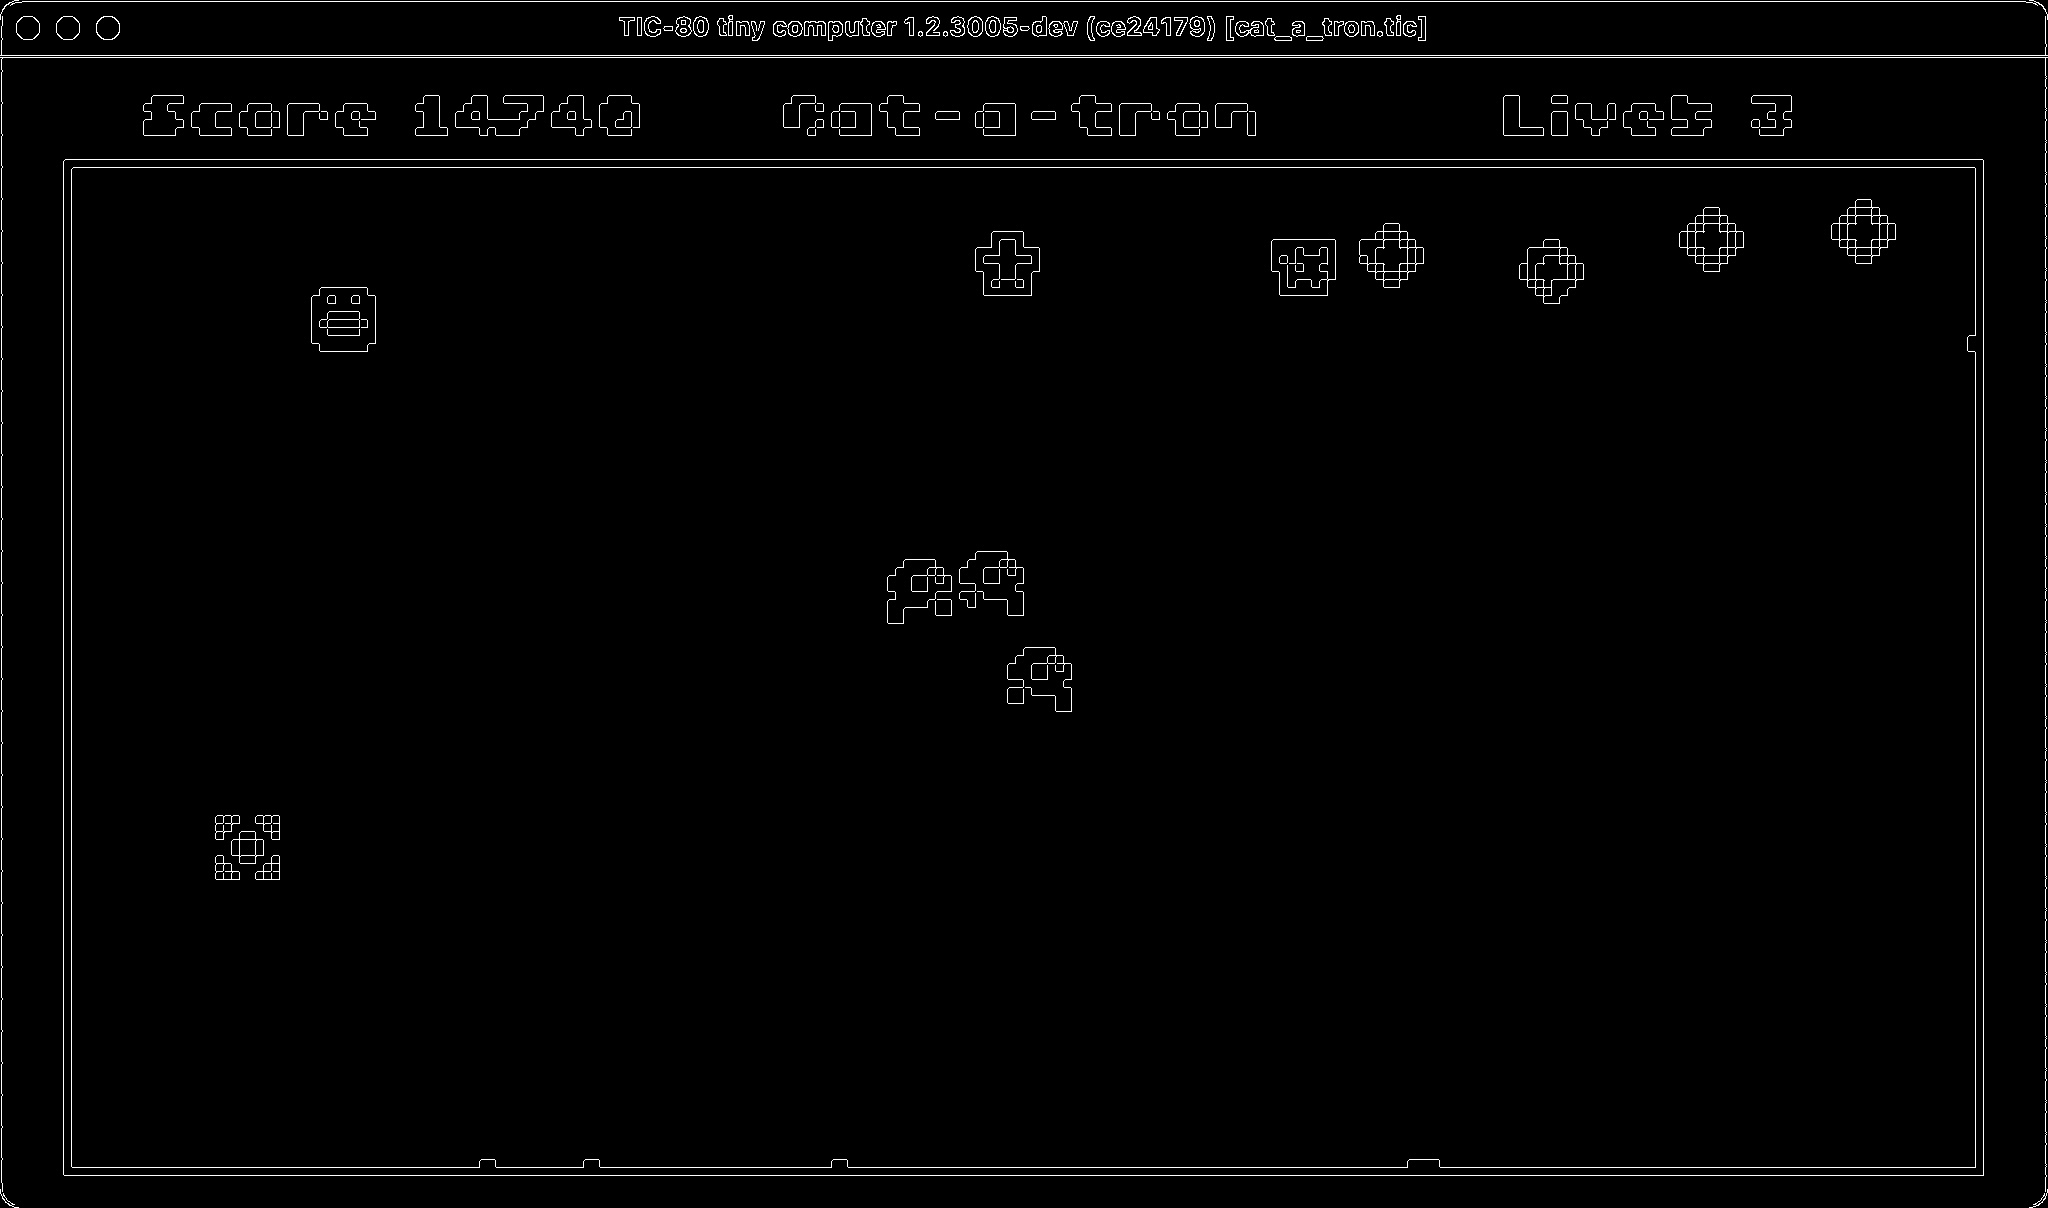 TIC-80 tiny computer 1.2.3005-dev (ce24179) [cat_a_tron.tic]
Score 14740 Cat-a-tron Lives 3